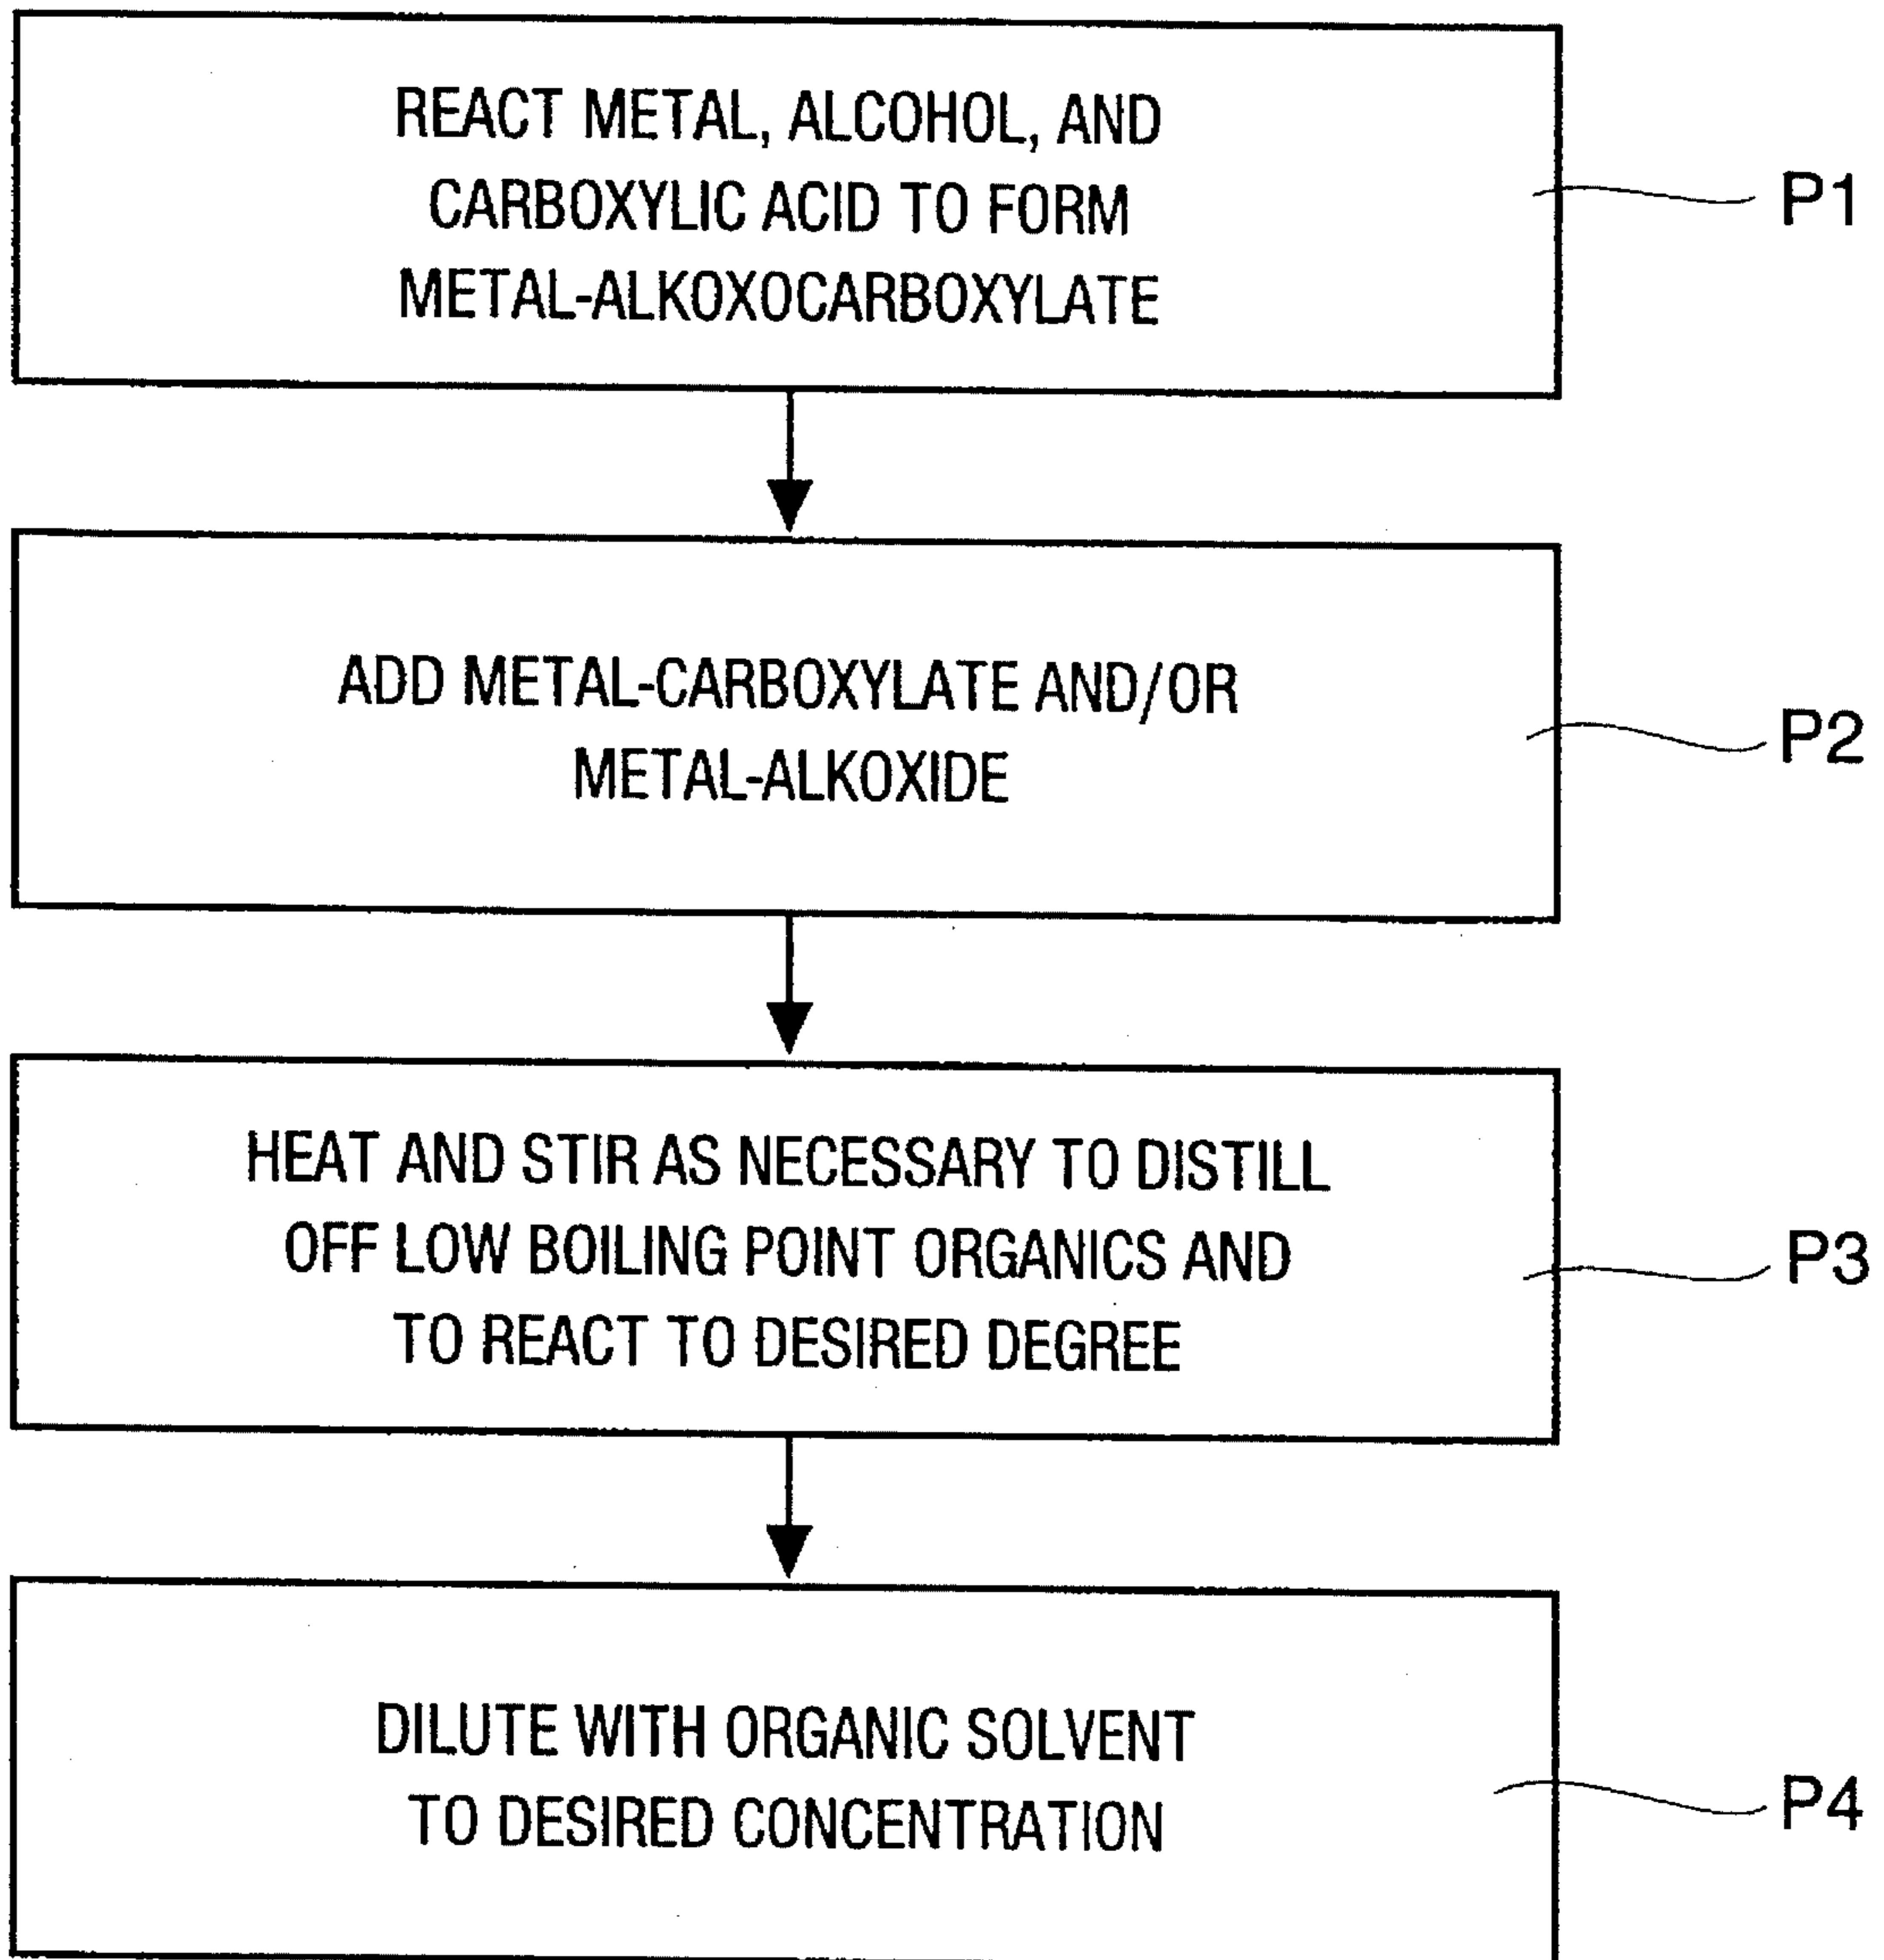 REACT METAL, ALCOHOL, AND
CARBOXYLIC ACID TO FORM
METAL-ALKOXOCARBOXYLATE
P1
ADD METAL-CARBOXYLATE AND/OR
METAL-ALKOXIDE
P2
HEAT AND STIR AS NECESSARY TO DISTILL
OFF LOW BOILING POINT ORGANICS AND
TO REACT TO DESIRED DEGREE
P3
DILUTE WITH ORGANIC SOLVENT
TO DESIRED CONCENTRATION
P4